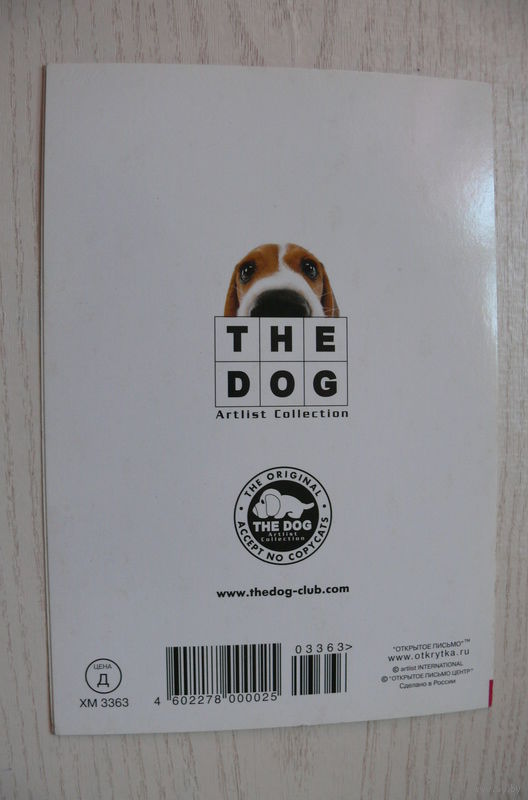 THE
DOG
Artlist Collection
THE ORIGINAL
THE DOG
Artlist
Collection
ACCEPT NO COPYCATS
www.thedog-club.com
ЦЕНА
Д
ХМ 3363
4 602278 000025
03363>
"ОТКРЫТОЕ ПИСЬМО"™
www.otkrytka.ru
© artlist INTERNATIONAL
© "ОТКРЫТОЕ ПИСЬМО ЦЕНТР"
Сделано в России